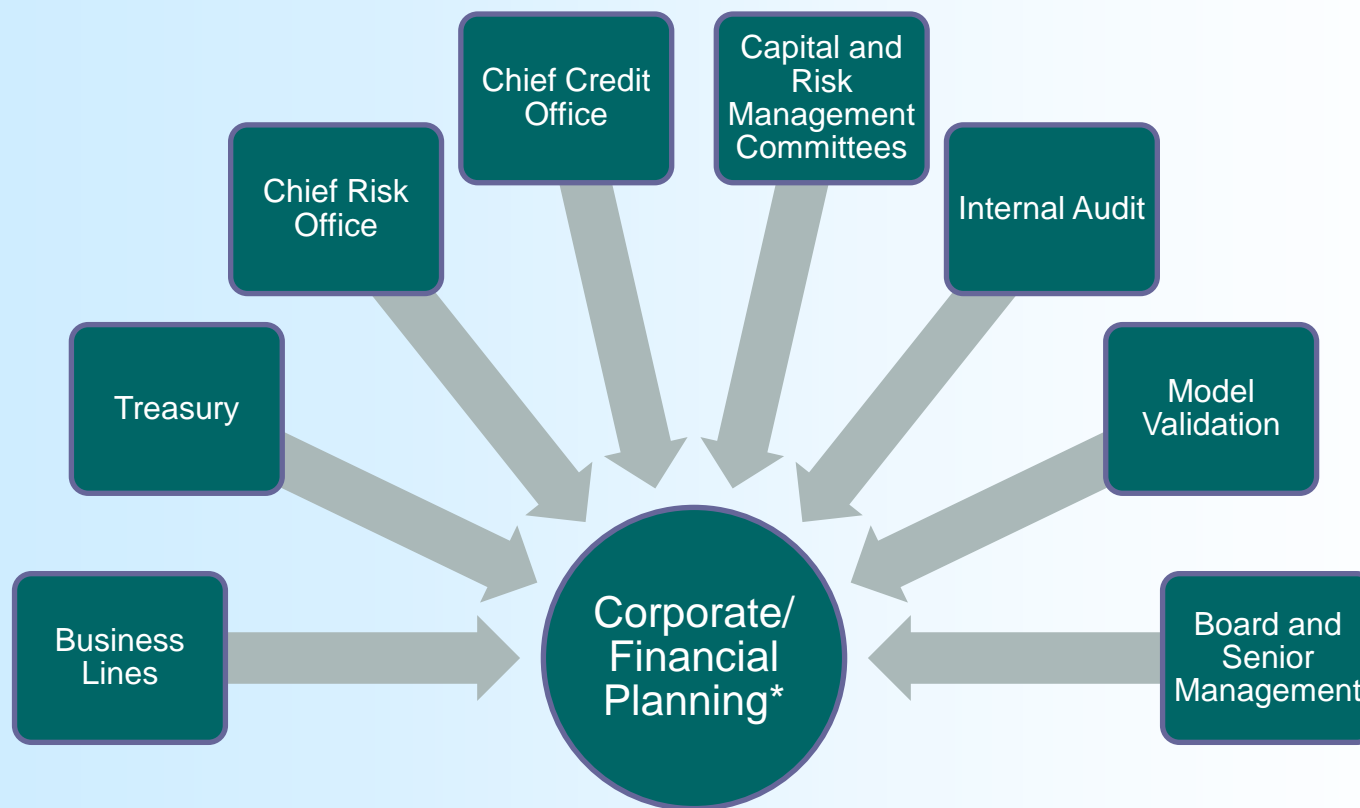 Chief Credit
Office
Capital and
Risk
Management
Committees
Chief Risk
Office
Internal Audit
Treasury
Model
Validation
Business
Lines
Corporate/
Financial
Planning*
Board and
Senior
Management